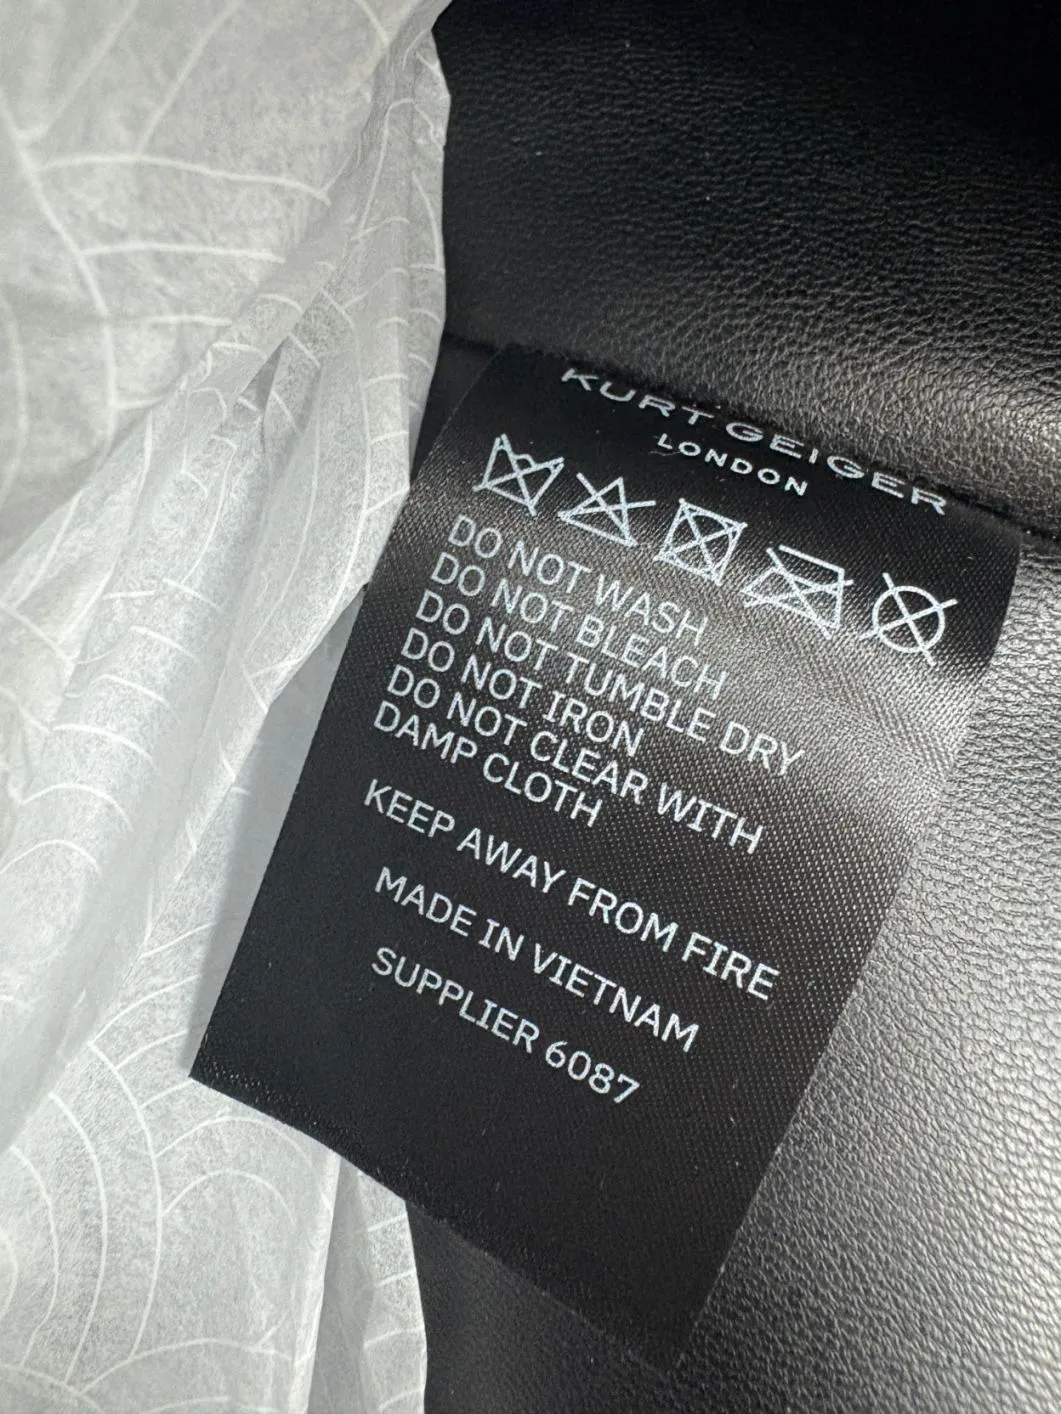 KURT GEIGER
LONDON
DO NOT WASH
DO NOT BLEACH
DO NOT TUMBLE DRY
DO NOT IRON
DO NOT CLEAR WITH
DAMP CLOTH
KEEP AWAY FROM FIRE
MADE IN VIETNAM
SUPPLIER 6087